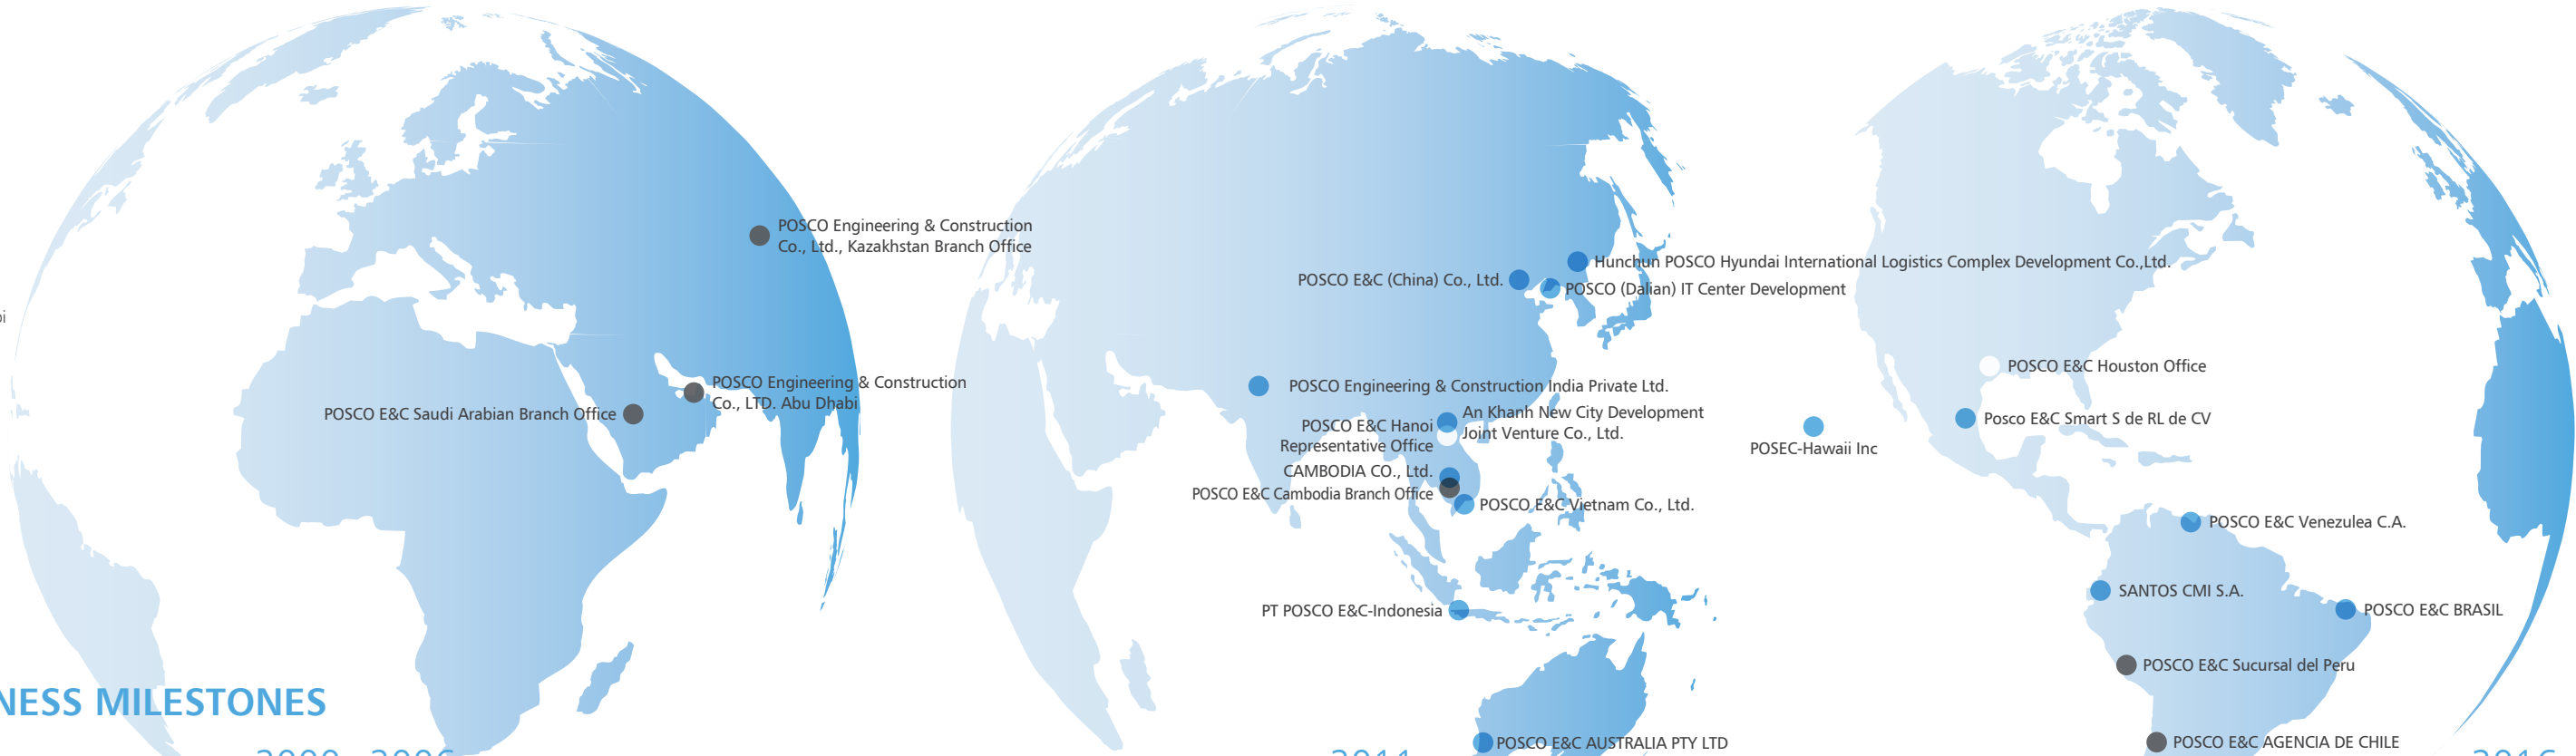 POSCO Engineering & Construction
Co., Ltd., Kazakhstan Branch Office
POSCO Engineering & Construction
Co., LTD. Abu Dhabi
POSCO E&C Saudi Arabian Branch Office
POSCO E&C (China) Co., Ltd.
Hunchun POSCO Hyundai International Logistics Complex Development Co.,Ltd.
POSCO (Dalian) IT Center Development
POSCO Engineering & Construction India Private Ltd.
POSCO E&C Hanoi
Representative Office
An Khanh New City Development
Joint Venture Co., Ltd.
CAMBODIA CO., Ltd.
POSCO E&C Cambodia Branch Office
POSCO E&C Vietnam Co., Ltd.
PT POSCO E&C-Indonesia
POSCO E&C AUSTRALIA PTY LTD
POSCO E&C Houston Office
Posco E&C Smart S de RL de CV
POSEC-Hawaii Inc
POSCO E&C Venezulea C.A.
SANTOS CMI S.A.
POSCO E&C BRASIL
POSCO E&C Sucursal del Peru
POSCO E&C AGENCIA DE CHILE
NESS MILESTONES